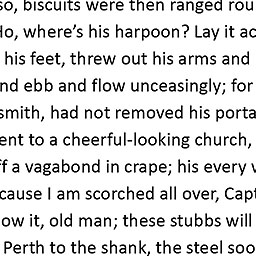 so, biscuits were then ranged rou
Ho, where's his harpoon? Lay it ac
his feet, threw out his arms and
nd ebb and flow unceasingly; for
smith, had not removed his porta
ent to a cheerful-looking church,
ff a vagabond in crape; his every
cause I am scorched all over, Capt
ow it, old man; these stubbs will
Perth to the shank, the steel soo